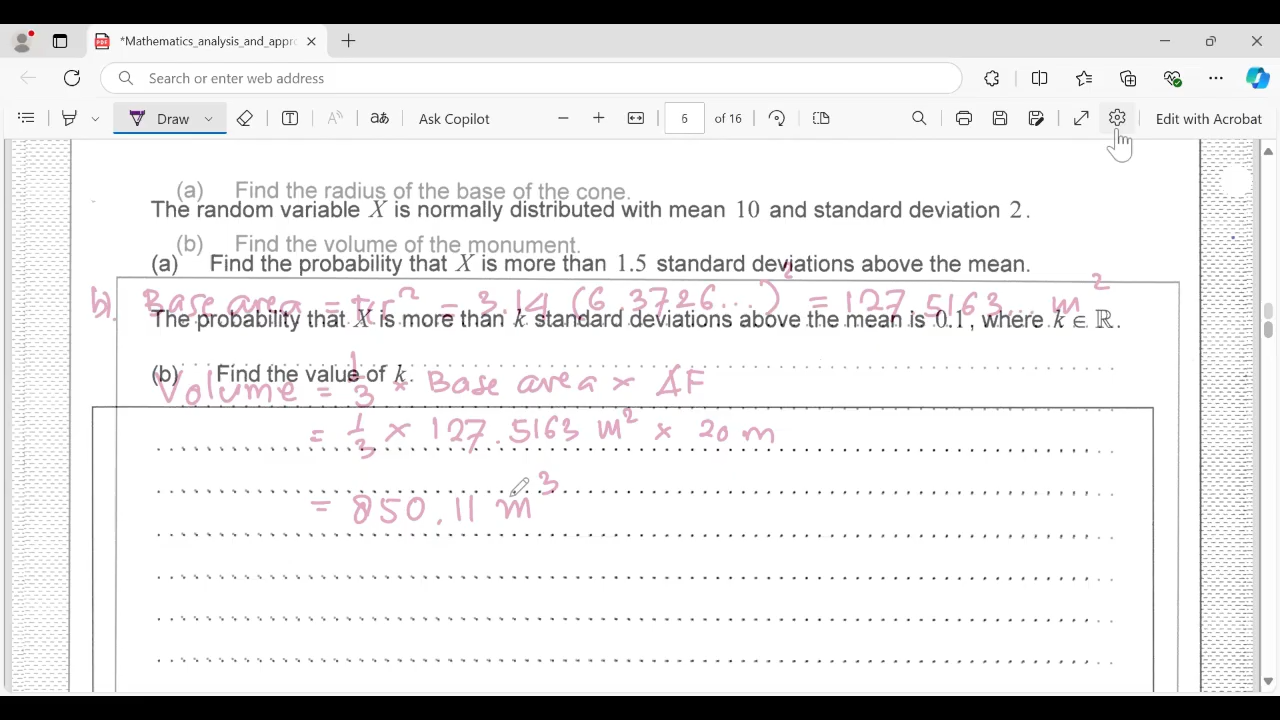 *Mathematics_analysis_and_appro
Search or enter web address
Draw
aあ
Ask Copilot
6 of 16
Edit with Acrobat
(a) Find the radius of the base of the cone.
The random variable X is normally distributed with mean 10 and standard deviation 2.
(b) Find the volume of the monument.
(a) Find the probability that X is more than 1.5 standard deviations above the mean.
b). Base area = πr² = 3.14 (6.3726...)² = 127.5163... m²
The probability that X is more than k standard deviations above the mean is 0.1, where k ∈ ℝ.
(b) Find the value of k.
Volume = 1/3 × Base area × AF
= 1/3 × 127.5163 m² × 20 m
= 850.11 m³